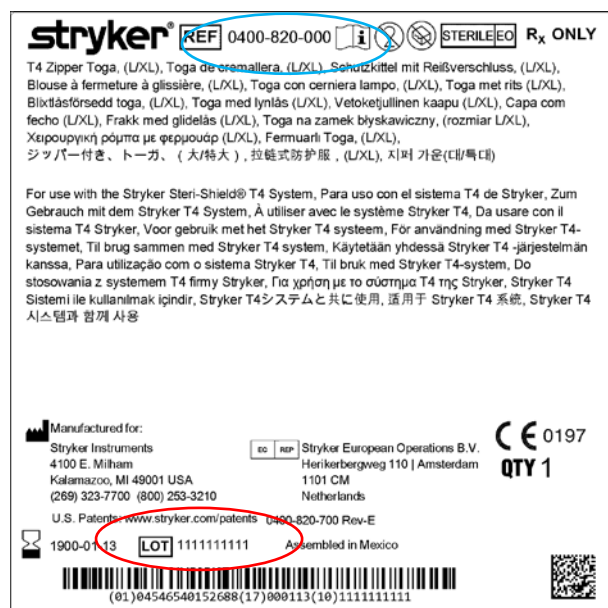 stryker® REF 0400-820-000 STERILE EO Rx ONLY
T4 Zipper Toga, (L/XL), Toga de cremallera, (L/XL), Schutzkittel mit Reißverschluss, (L/XL),
Blouse à fermeture à glissière, (L/XL), Toga con cerniera lampo, (L/XL), Toga met rits (L/XL),
Blixtlåsförsedd toga, (L/XL), Toga med lynlås (L/XL), Vetoketjullinen kaapu (L/XL), Capa com
fecho (L/XL), Frakk med glidelås (L/XL), Toga na zamek błyskawiczny, (rozmiar L/XL),
Χειρουργική ρόμπα με φερμουάρ (L/XL), Fermuarlı Toga, (L/XL),
ジッパー付き、トーガ、（大/特大）, 拉链式防护服 , (L/XL), 지퍼 가운(대/특대)
For use with the Stryker Steri-Shield® T4 System, Para uso con el sistema T4 de Stryker, Zum
Gebrauch mit dem Stryker T4 System, À utiliser avec le système Stryker T4, Da usare con il
sistema T4 Stryker, Voor gebruik met het Stryker T4 systeem, För användning med Stryker T4-
systemet, Til brug sammen med Stryker T4 system, Käytetään yhdessä Stryker T4 -järjestelmän
kanssa, Para utilização com o sistema Stryker T4, Til bruk med Stryker T4-system, Do
stosowania z systemem T4 firmy Stryker, Για χρήση με το σύστημα T4 της Stryker, Stryker T4
Sistemi ile kullanılmak içindir, Stryker T4システムと共に使用, 适用于 Stryker T4 系统, Stryker T4
시스템과 함께 사용
Manufactured for:
Stryker Instruments
4100 E. Milham
Kalamazoo, MI 49001 USA
(269) 323-7700 (800) 253-3210
EC REP Stryker European Operations B.V.
Herikerbergweg 110 | Amsterdam
1101 CM
Netherlands
CE 0197
QTY 1
U.S. Patents: www.stryker.com/patents 0400-820-700 Rev-E
1900-01-13 LOT 1111111111 Assembled in Mexico
(01)04546540152688(17)000113(10)1111111111